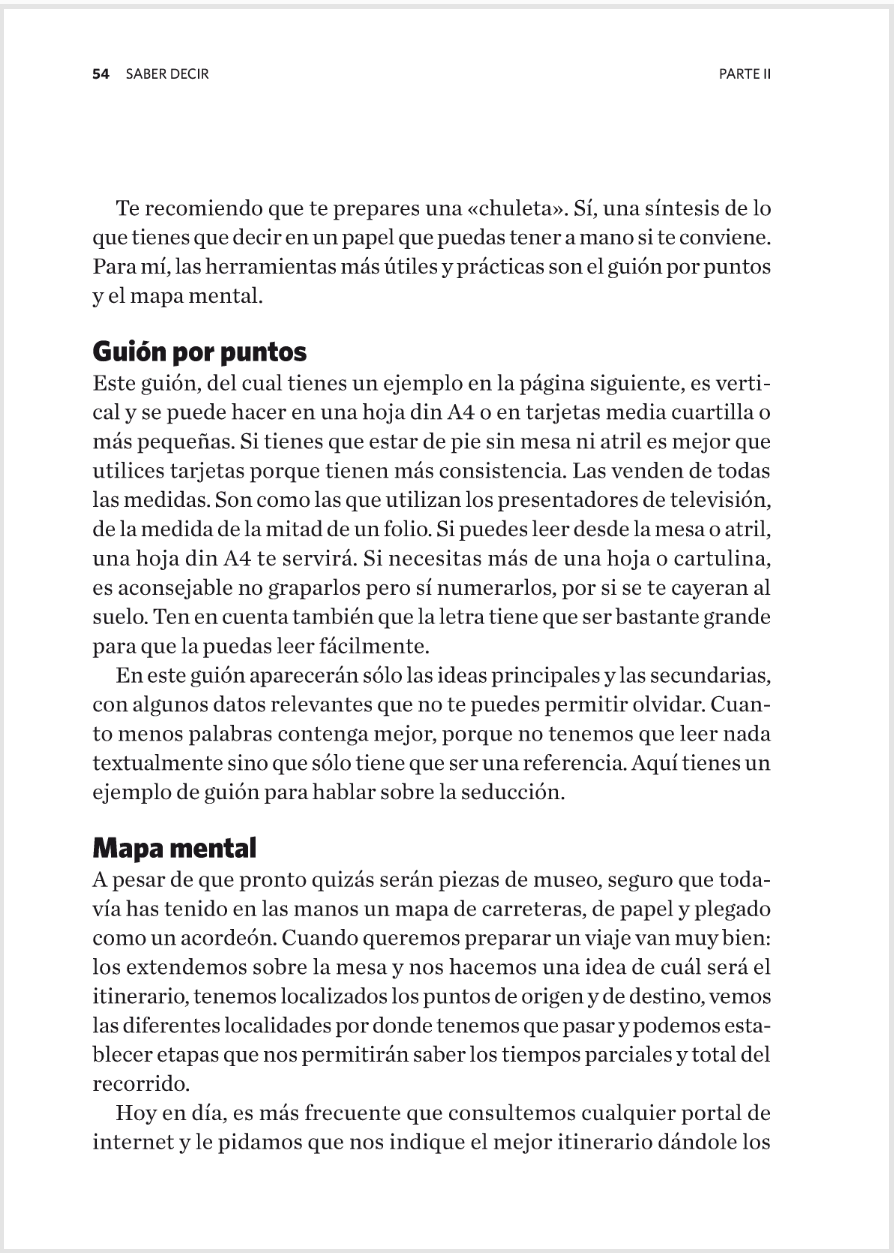 54 SABER DECIR PARTE II
Te recomiendo que te prepares una «chuleta». Sí, una síntesis de lo
que tienes que decir en un papel que puedas tener a mano si te conviene.
Para mí, las herramientas más útiles y prácticas son el guión por puntos
y el mapa mental.
Guión por puntos
Este guión, del cual tienes un ejemplo en la página siguiente, es verti-
cal y se puede hacer en una hoja din A4 o en tarjetas media cuartilla o
más pequeñas. Si tienes que estar de pie sin mesa ni atril es mejor que
utilices tarjetas porque tienen más consistencia. Las venden de todas
las medidas. Son como las que utilizan los presentadores de televisión,
de la medida de la mitad de un folio. Si puedes leer desde la mesa o atril,
una hoja din A4 te servirá. Si necesitas más de una hoja o cartulina,
es aconsejable no graparlos pero sí numerarlos, por si se te cayeran al
suelo. Ten en cuenta también que la letra tiene que ser bastante grande
para que la puedas leer fácilmente.
En este guión aparecerán sólo las ideas principales y las secundarias,
con algunos datos relevantes que no te puedes permitir olvidar. Cuan-
to menos palabras contenga mejor, porque no tenemos que leer nada
textualmente sino que sólo tiene que ser una referencia. Aquí tienes un
ejemplo de guión para hablar sobre la seducción.
Mapa mental
A pesar de que pronto quizás serán piezas de museo, seguro que toda-
vía has tenido en las manos un mapa de carreteras, de papel y plegado
como un acordeón. Cuando queremos preparar un viaje van muy bien:
los extendemos sobre la mesa y nos hacemos una idea de cuál será el
itinerario, tenemos localizados los puntos de origen y de destino, vemos
las diferentes localidades por donde tenemos que pasar y podemos esta-
blecer etapas que nos permitirán saber los tiempos parciales y total del
recorrido.
Hoy en día, es más frecuente que consultemos cualquier portal de
internet y le pidamos que nos indique el mejor itinerario dándole los